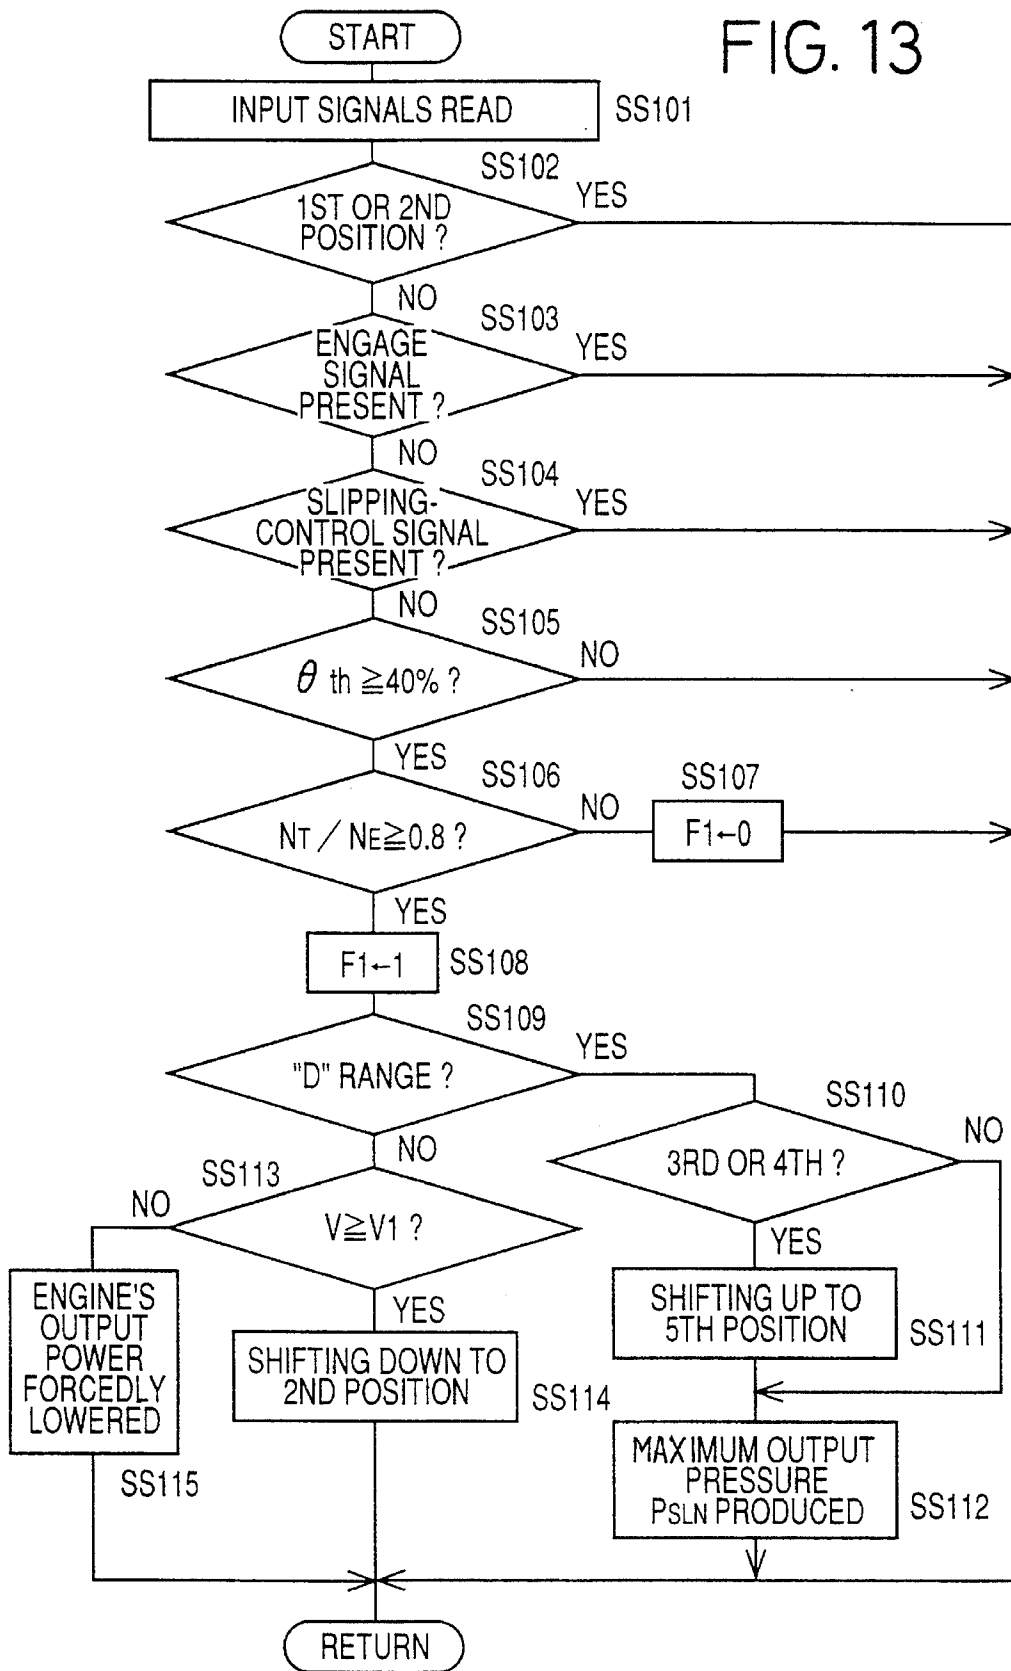 FIG. 13
START
INPUT SIGNALS READ
SS101
SS102
1ST OR 2ND
POSITION ?
YES
NO
SS103
ENGAGE
SIGNAL
PRESENT ?
YES
NO
SS104
SLIPPING-
CONTROL SIGNAL
PRESENT ?
YES
NO
SS105
θ th ≧40% ?
NO
YES
SS106
NT / NE≧0.8 ?
NO
SS107
F1←0
YES
F1←1
SS108
SS109
"D" RANGE ?
YES
NO
SS110
3RD OR 4TH ?
NO
YES
SHIFTING UP TO
5TH POSITION
SS111
MAXIMUM OUTPUT
PRESSURE
PSLN PRODUCED
SS112
SS113
V≧V1 ?
NO
YES
SHIFTING DOWN TO
2ND POSITION
SS114
ENGINE'S
OUTPUT
POWER
FORCEDLY
LOWERED
SS115
RETURN